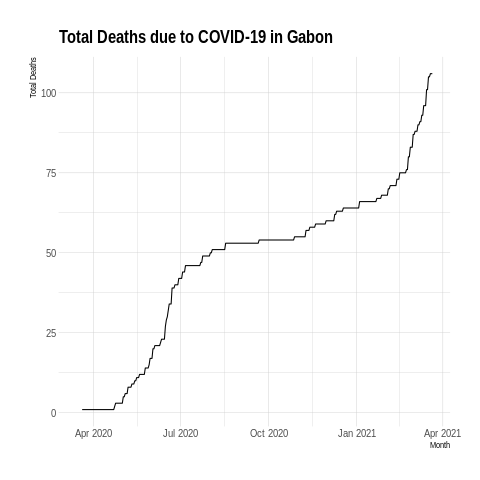 Total Deaths due to COVID-19 in Gabon
Total Deaths
100
75
50
25
0
Apr 2020 Jul 2020 Oct 2020 Jan 2021 Apr 2021
Month